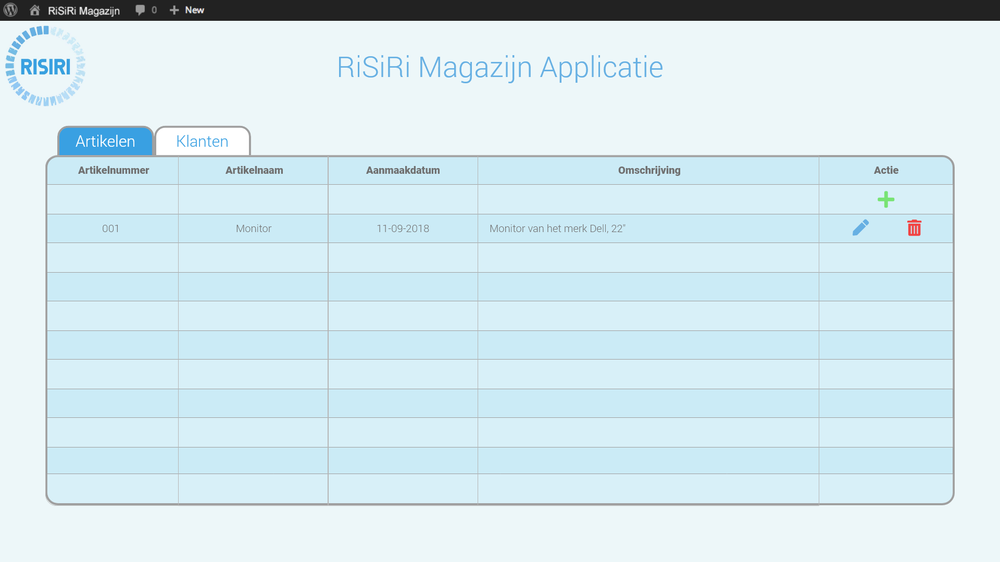 RiSiRi Magazijn 0 New
RISIRI
RiSiRi Magazijn Applicatie
Artikelen Klanten
Artikelnummer Artikelnaam Aanmaakdatum Omschrijving Actie
001 Monitor 11-09-2018 Monitor van het merk Dell, 22"